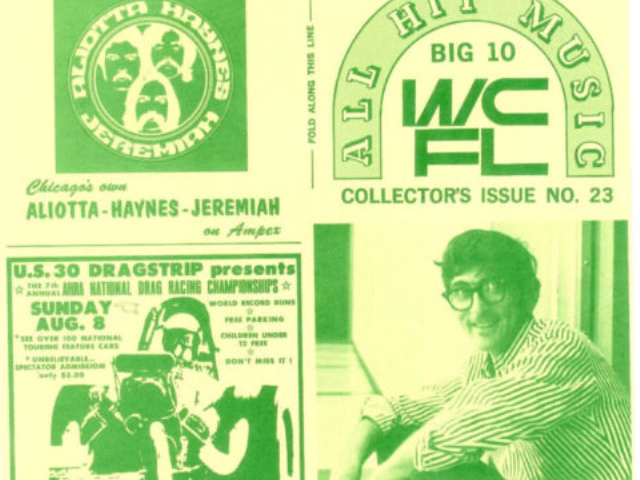 ALIOTTA HAYNES
JEREMIAH
Chicago's own
ALIOTTA-HAYNES-JEREMIAH
on Ampex
FOLD ALONG THIS LINE
ALL HIT MUSIC
BIG 10
WC
FL
COLLECTOR'S ISSUE NO. 23
U.S. 30 DRAGSTRIP presents
THE 7th
ANNUAL AHRA NATIONAL DRAG RACING CHAMPIONSHIPS
SUNDAY
AUG. 8
*SEE OVER 100 NATIONAL
TOURING FEATURE CARS
*UNBELIEVABLE...
SPECTATOR ADMISSION
only $3.00
WORLD RECORD RUNS
FREE PARKING
CHILDREN UNDER
12 FREE
DON'T MISS IT!